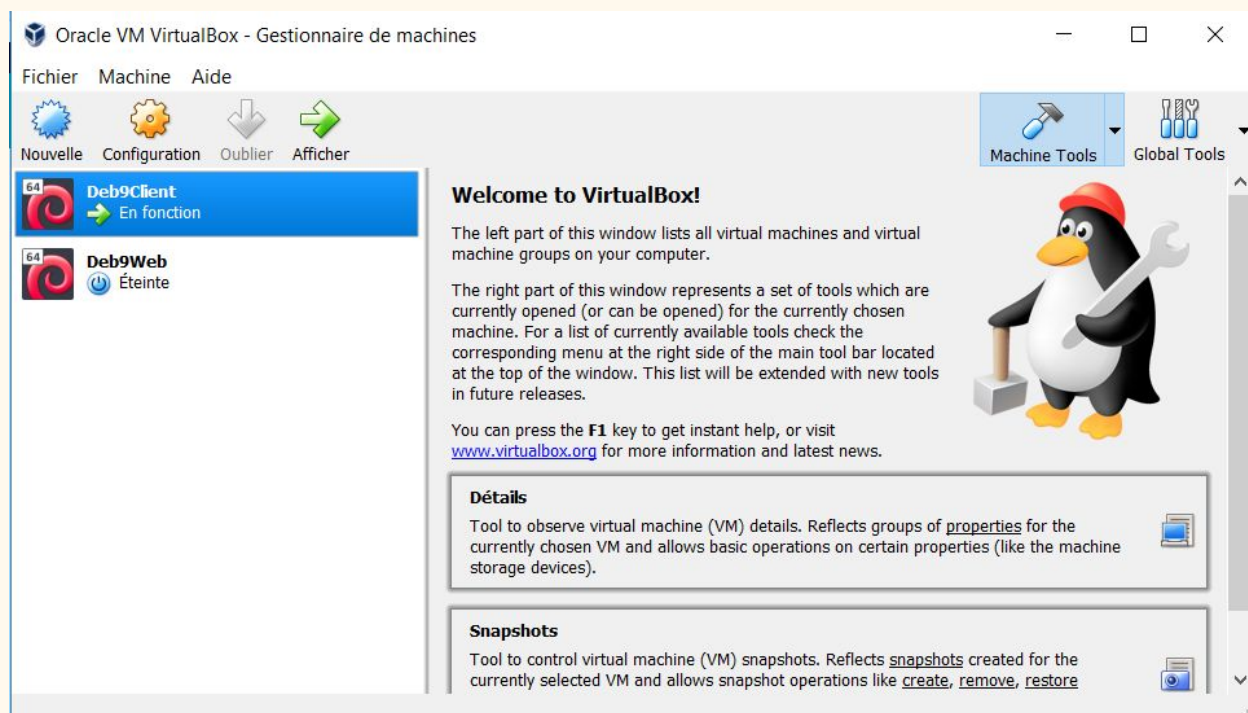 Oracle VM VirtualBox - Gestionnaire de machines
Fichier Machine Aide
Nouvelle Configuration Oublier Afficher
Machine Tools Global Tools
64
Deb9Client
En fonction
64
Deb9Web
Éteinte
Welcome to VirtualBox!
The left part of this window lists all virtual machines and virtual
machine groups on your computer.
The right part of this window represents a set of tools which are
currently opened (or can be opened) for the currently chosen
machine. For a list of currently available tools check the
corresponding menu at the right side of the main tool bar located
at the top of the window. This list will be extended with new tools
in future releases.
You can press the F1 key to get instant help, or visit
www.virtualbox.org for more information and latest news.
Détails
Tool to observe virtual machine (VM) details. Reflects groups of properties for the
currently chosen VM and allows basic operations on certain properties (like the machine
storage devices).
Snapshots
Tool to control virtual machine (VM) snapshots. Reflects snapshots created for the
currently selected VM and allows snapshot operations like create, remove, restore